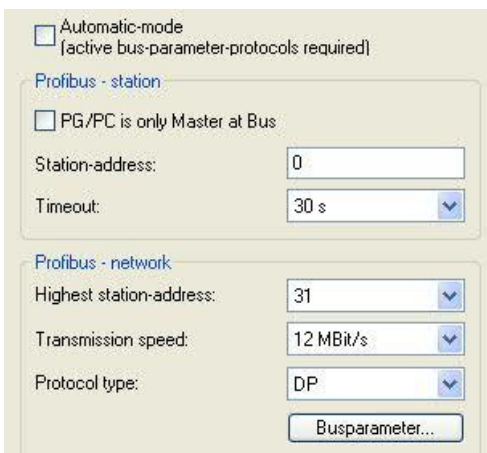 Automatic-mode
(active bus-parameter-protocols required)
Profibus - station
PG/PC is only Master at Bus
Station-address: 0
Timeout: 30 s
Profibus - network
Highest station-address: 31
Transmission speed: 12 MBit/s
Protocol type: DP
Busparameter...